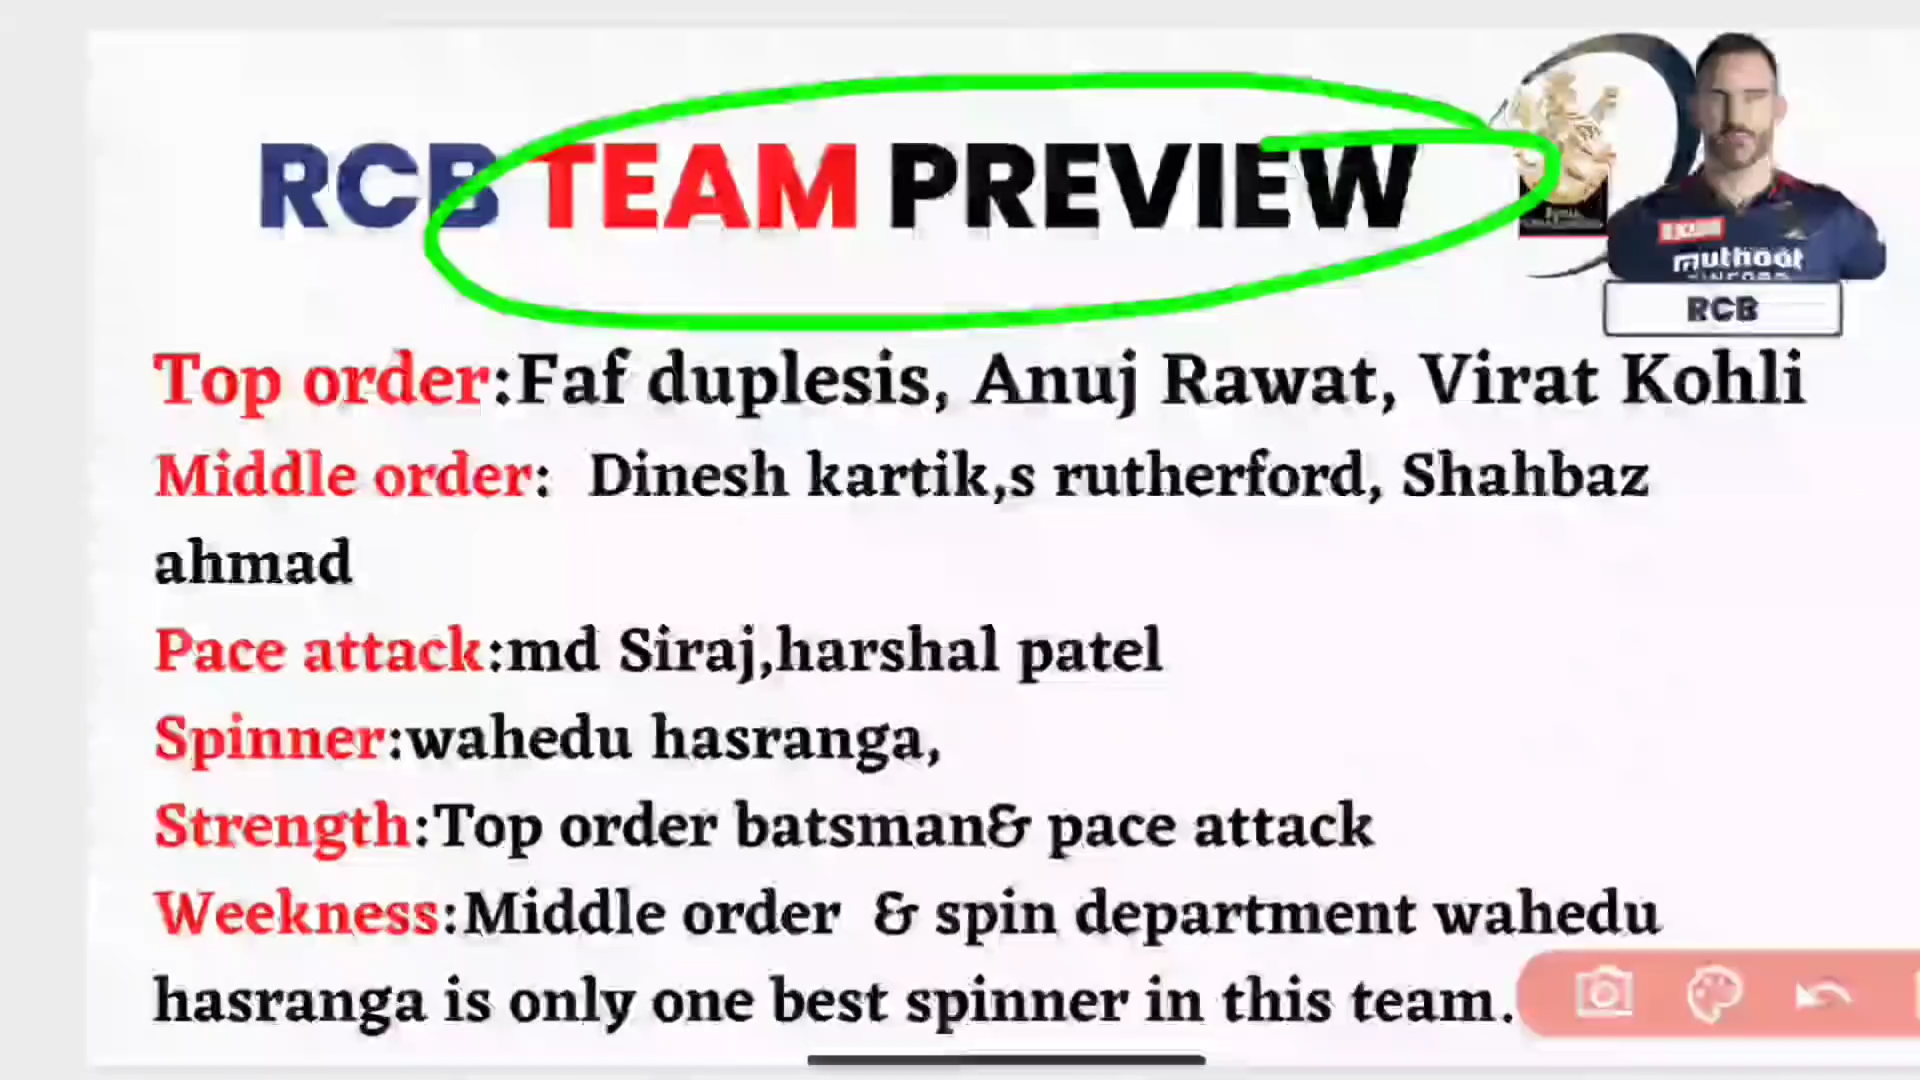 RCB TEAM PREVIEW
muthoot
RCB
Top order:Faf duplesis, Anuj Rawat, Virat Kohli
Middle order: Dinesh kartik,s rutherford, Shahbaz
ahmad
Pace attack:md Siraj,harshal patel
Spinner:wahedu hasranga,
Strength:Top order batsman& pace attack
Weekness:Middle order & spin department wahedu
hasranga is only one best spinner in this team.